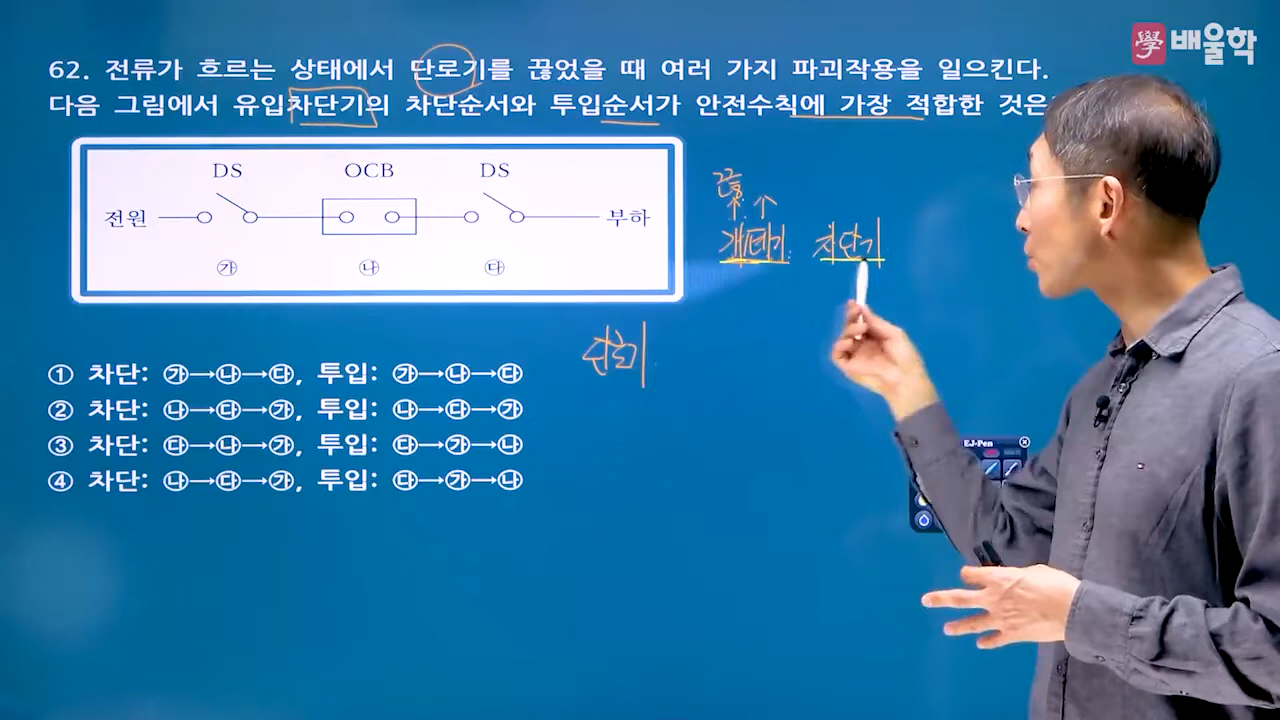 學 배울학
62. 전류가 흐르는 상태에서 단로기를 끊었을 때 여러 가지 파괴작용을 일으킨다.
다음 그림에서 유입차단기의 차단순서와 투입순서가 안전수칙에 가장 적합한 것은
DS OCB DS
전원 부하
㉮ ㉯ ㉰
개폐기 차단기
① 차단: ㉮→㉯→㉰, 투입: ㉮→㉯→㉰
② 차단: ㉯→㉰→㉮, 투입: ㉯→㉰→㉮
③ 차단: ㉰→㉯→㉮, 투입: ㉰→㉮→㉯
④ 차단: ㉯→㉰→㉮, 투입: ㉰→㉮→㉯
EJ-Pen